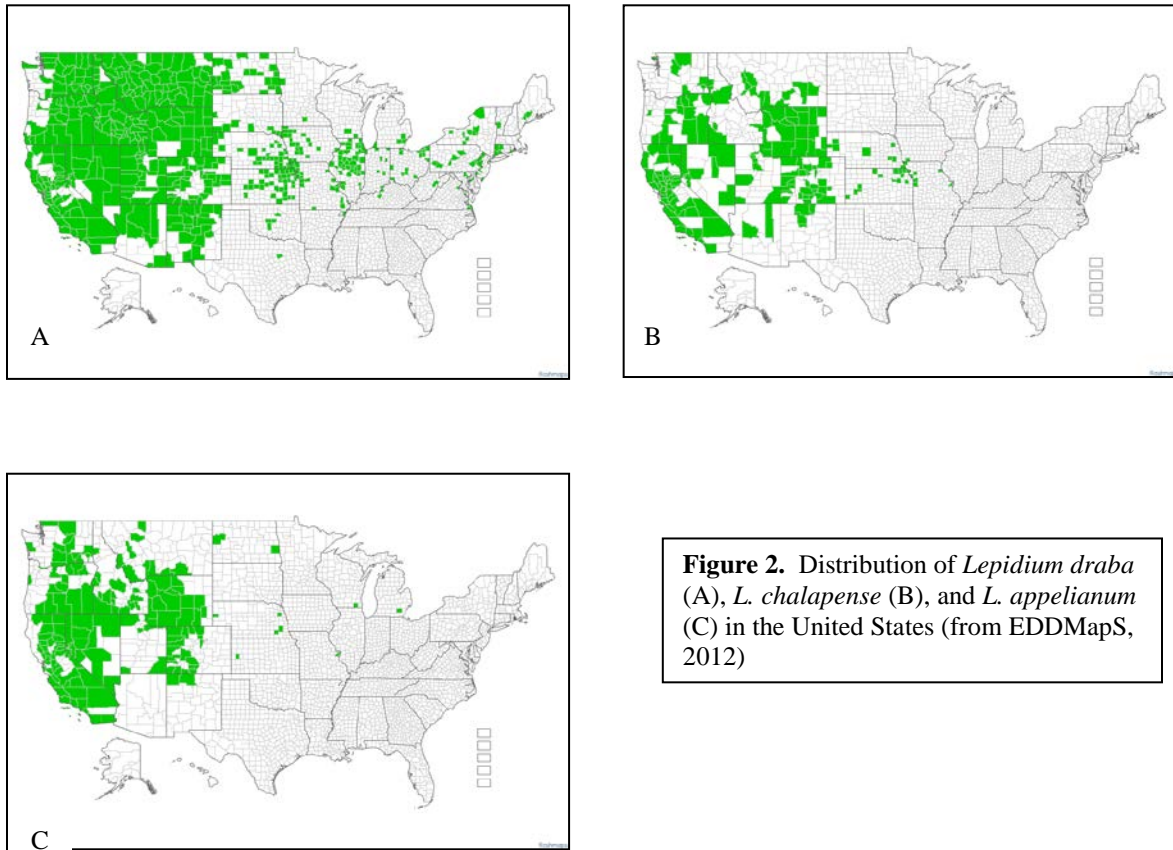 A
B
Figure 2. Distribution of Lepidium draba
(A), L. chalapense (B), and L. appelianum
(C) in the United States (from EDDMapS,
2012)
C